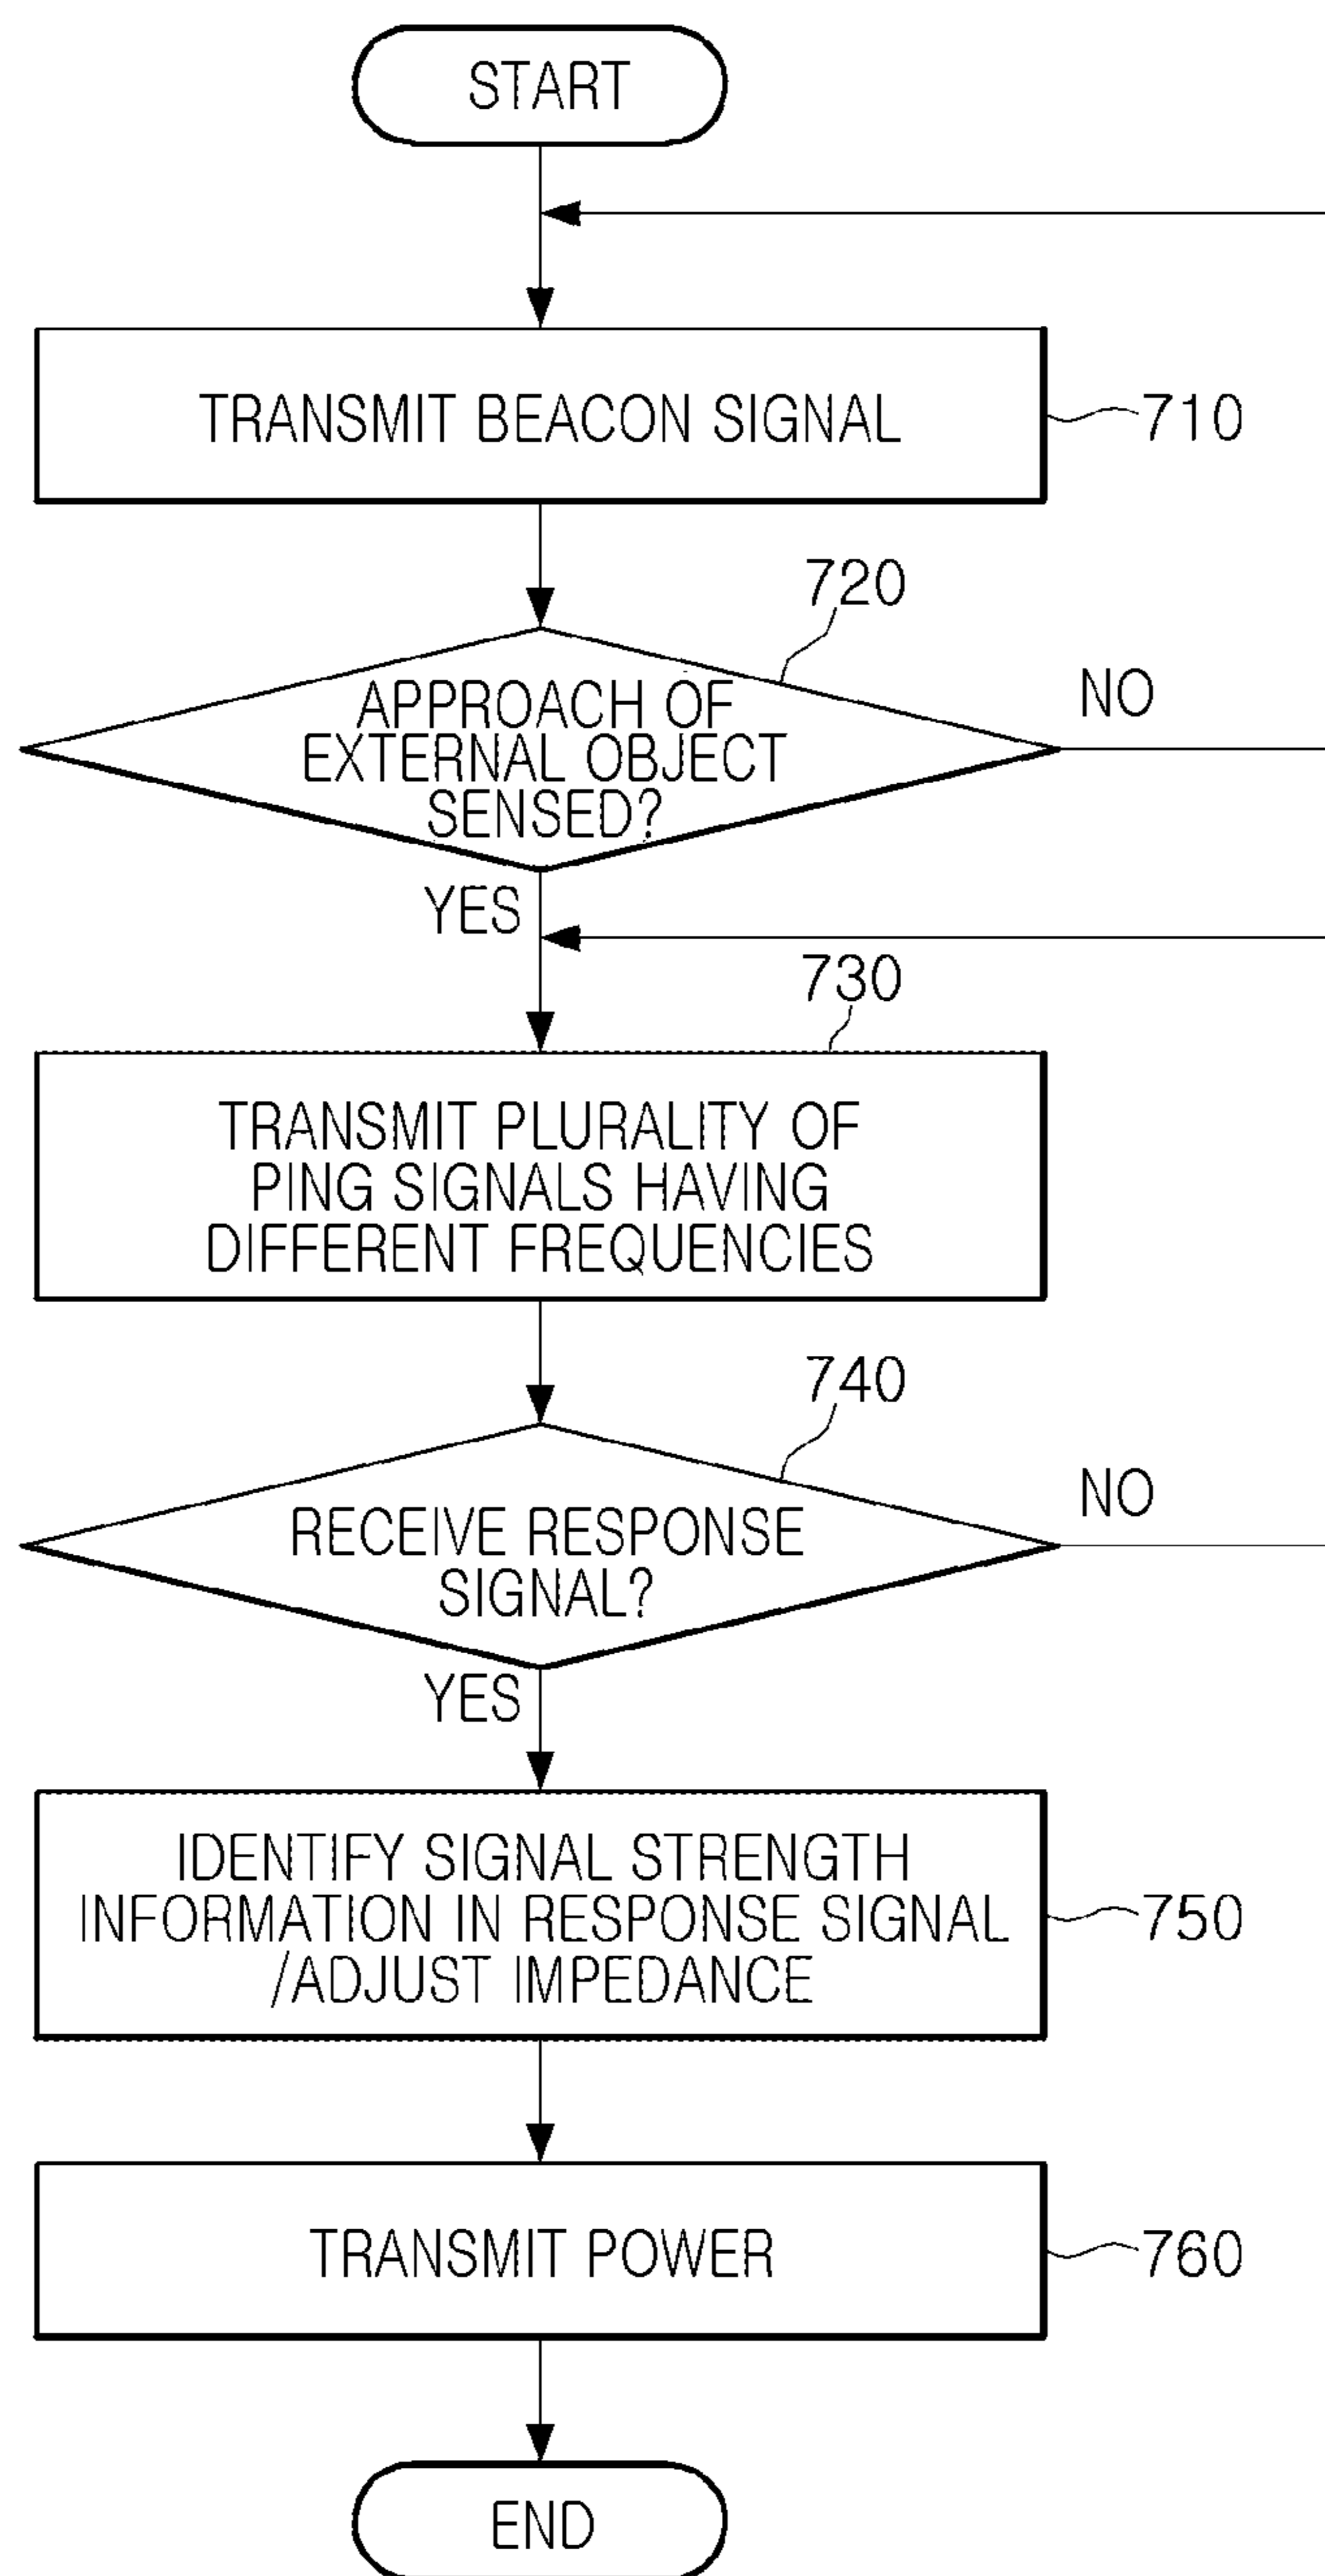 START
TRANSMIT BEACON SIGNAL
710
720
APPROACH OF
EXTERNAL OBJECT
SENSED?
NO
YES
730
TRANSMIT PLURALITY OF
PING SIGNALS HAVING
DIFFERENT FREQUENCIES
740
RECEIVE RESPONSE
SIGNAL?
NO
YES
IDENTIFY SIGNAL STRENGTH
INFORMATION IN RESPONSE SIGNAL
/ADJUST IMPEDANCE
750
TRANSMIT POWER
760
END